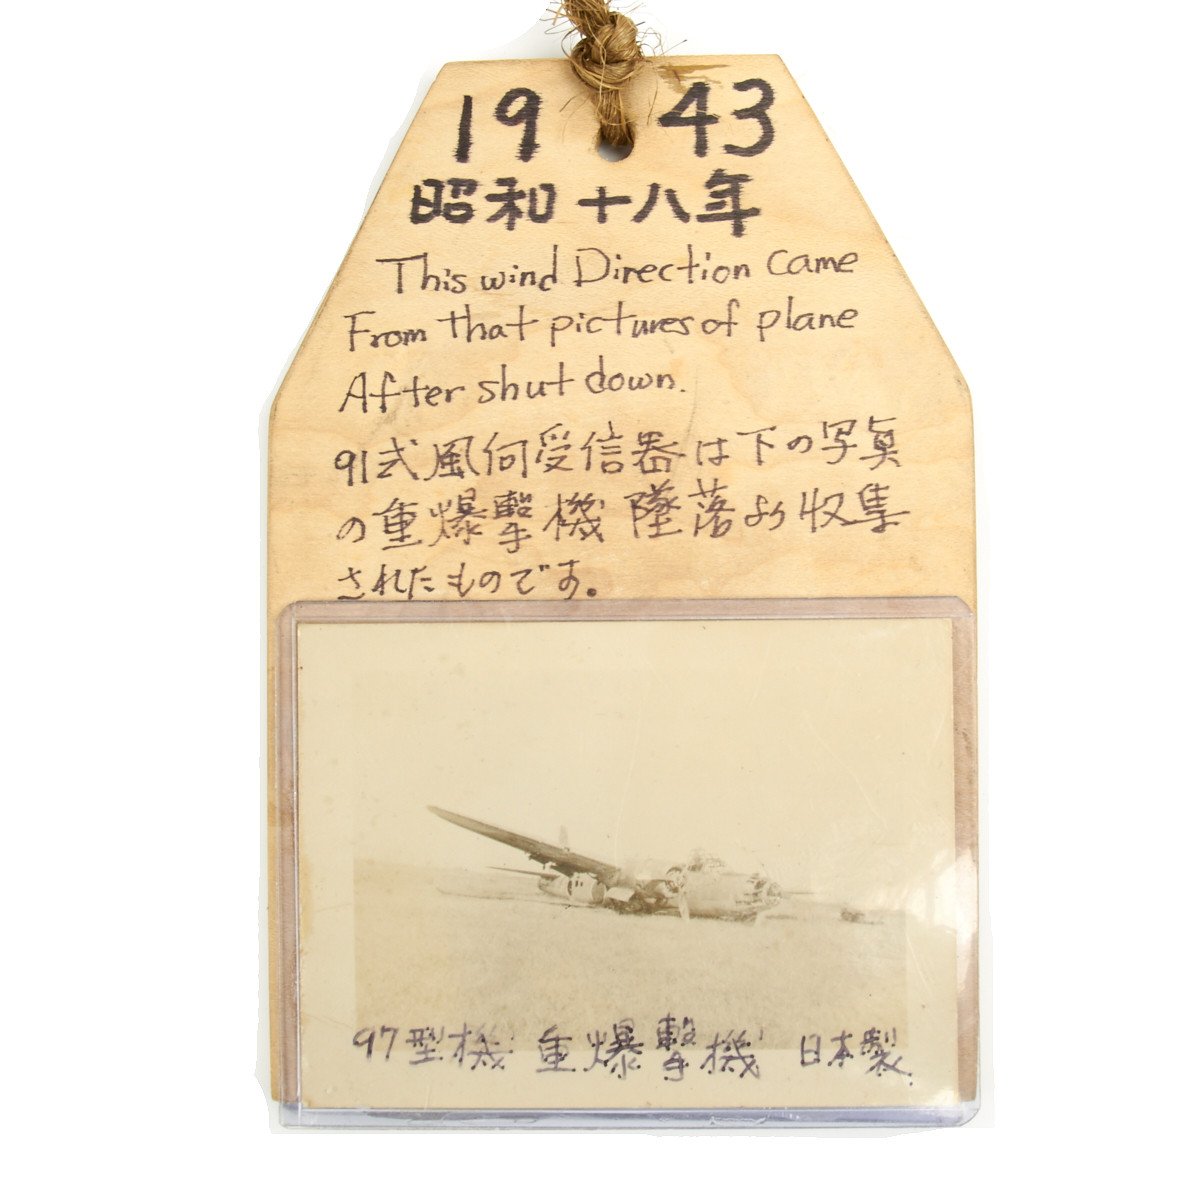 1943
昭和十八年
This wind Direction came
From that pictures of plane
After shut down.
91式風向受信器は下の写真
の重爆撃機 墜落より収集
されたものです。
97型機 重爆撃機 日本製